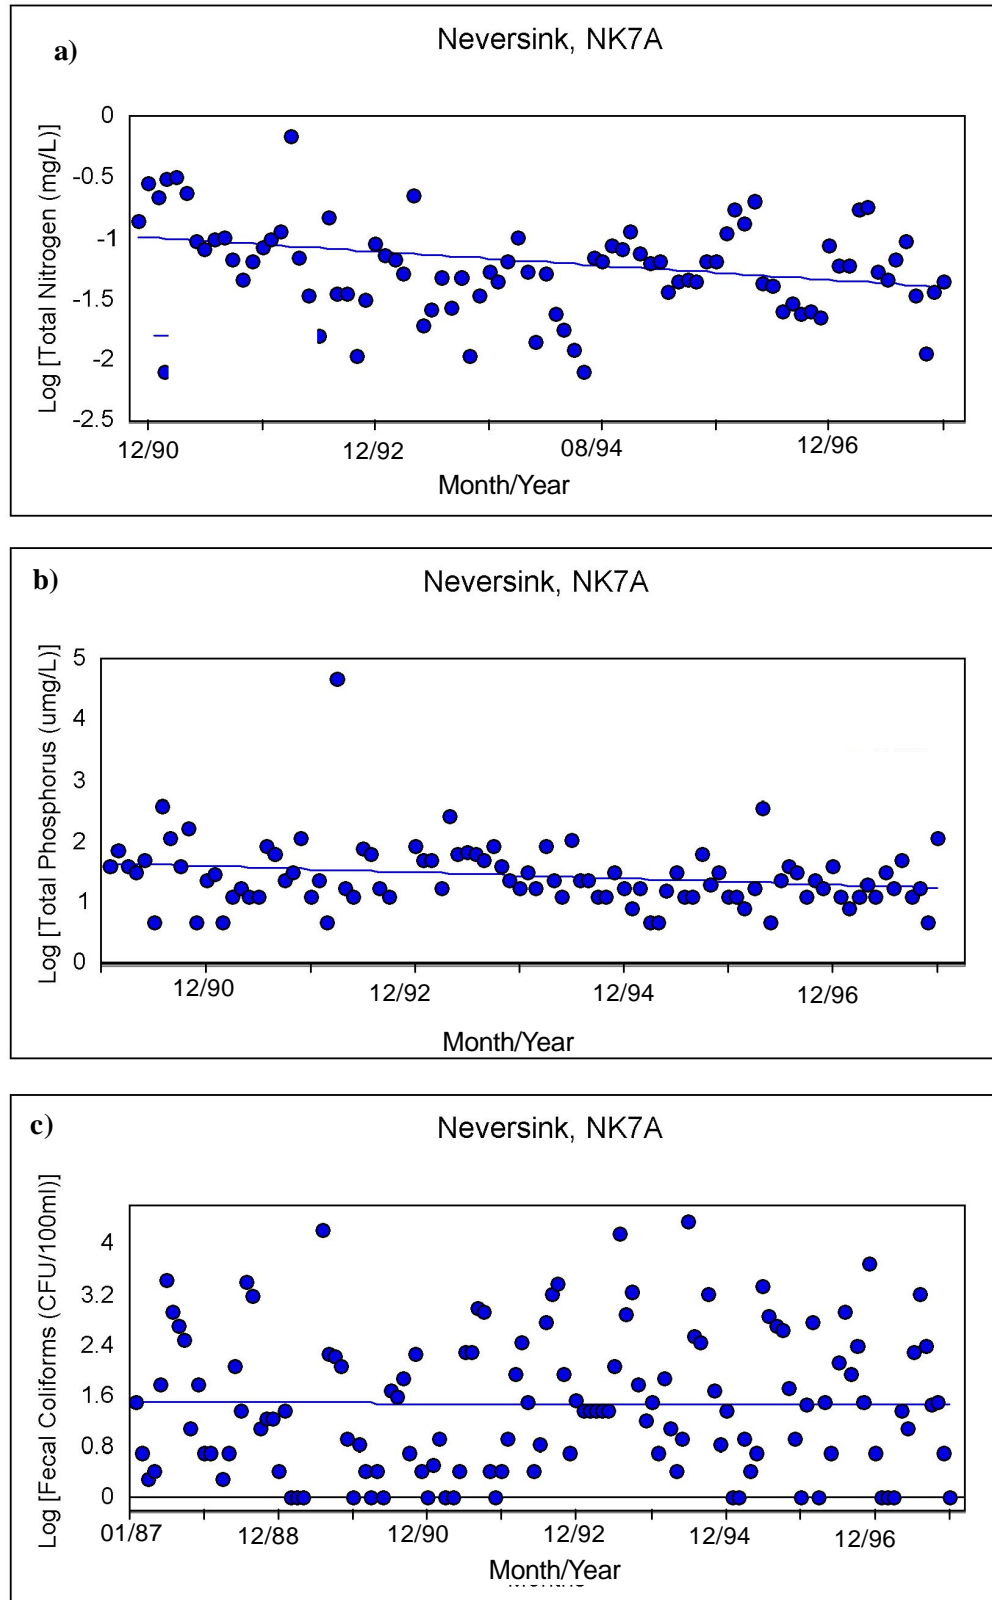 a)
Neversink, NK7A
Log [Total Nitrogen (mg/L)]
0
-0.5
-1
-1.5
-2
-2.5
12/90 12/92 08/94 12/96
Month/Year
b)
Neversink, NK7A
Log [Total Phosphorus (umg/L)]
5
4
3
2
1
0
12/90 12/92 12/94 12/96
Month/Year
c)
Neversink, NK7A
Log [Fecal Coliforms (CFU/100ml)]
4
3.2
2.4
1.6
0.8
0
01/87 12/88 12/90 12/92 12/94 12/96
Month/Year